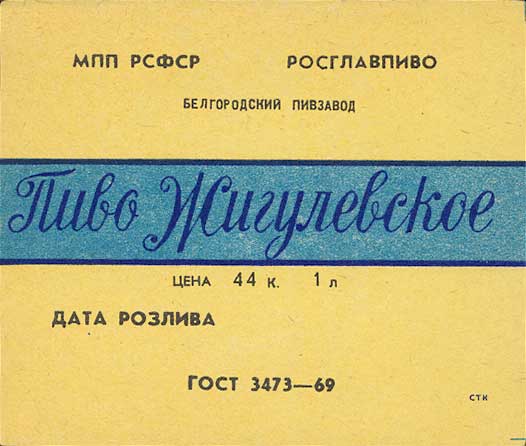 МПП РСФСР РОСГЛАВПИВО
БЕЛГОРОДСКИЙ ПИВЗАВОД
Пиво Жигулевское
ЦЕНА 44 к. 1 л
ДАТА РОЗЛИВА
ГОСТ 3473—69
СТК